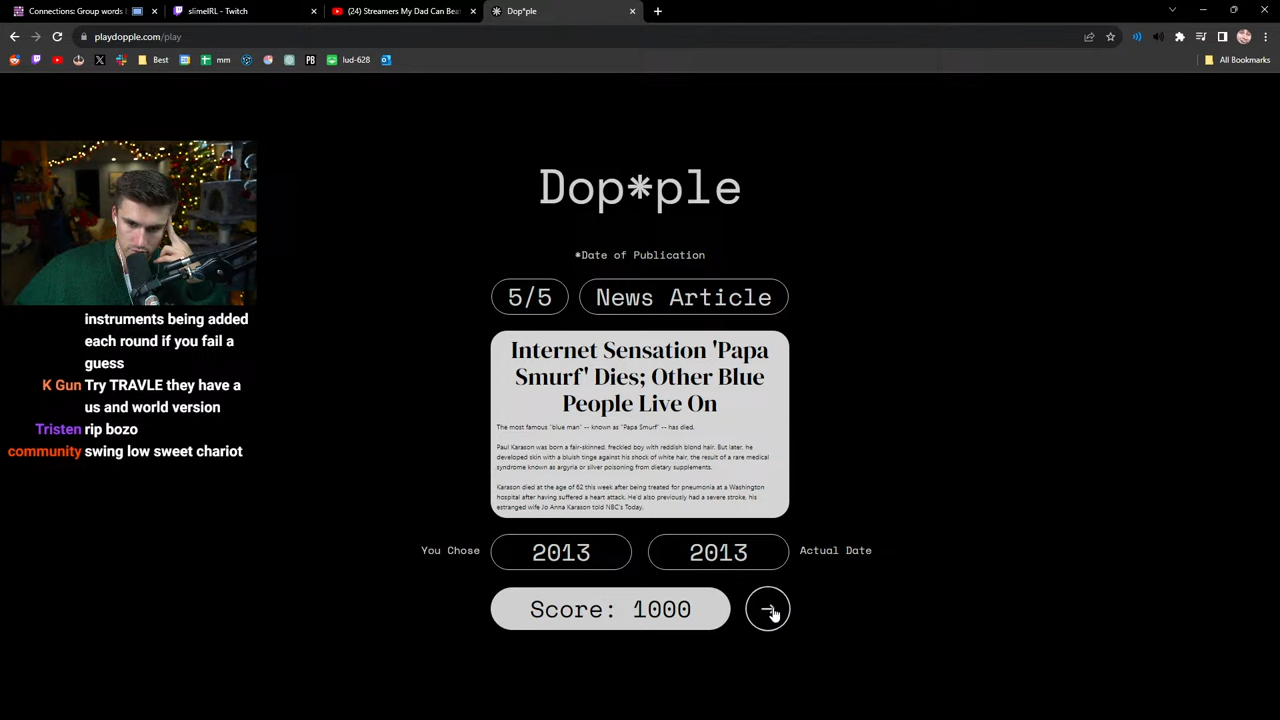 Connections: Group words
slimeIRL - Twitch
(24) Streamers My Dad Can Bea
Dop*ple
playdopple.com/play
Best
mm
PB
lud-628
All Bookmarks
instruments being added
each round if you fail a
guess
K Gun Try TRAVLE they have a
us and world version
Tristen rip bozo
community swing low sweet chariot
Dop*ple
*Date of Publication
5/5
News Article
Internet Sensation 'Papa
Smurf' Dies; Other Blue
People Live On
The most famous "blue man" -- known as "Papa Smurf" -- has died.
Paul Karason was born a fair-skinned, freckled boy with reddish blond hair. But later, he
developed skin with a bluish tinge against his shock of white hair, the result of a rare medical
syndrome known as argyria or silver poisoning from dietary supplements.
Karason died at the age of 62 this week after being treated for pneumonia at a Washington
hospital after having suffered a heart attack. He'd also previously had a severe stroke, his
estranged wife Jo Anna Karason told NBC's Today.
You Chose
2013
2013
Actual Date
Score: 1000